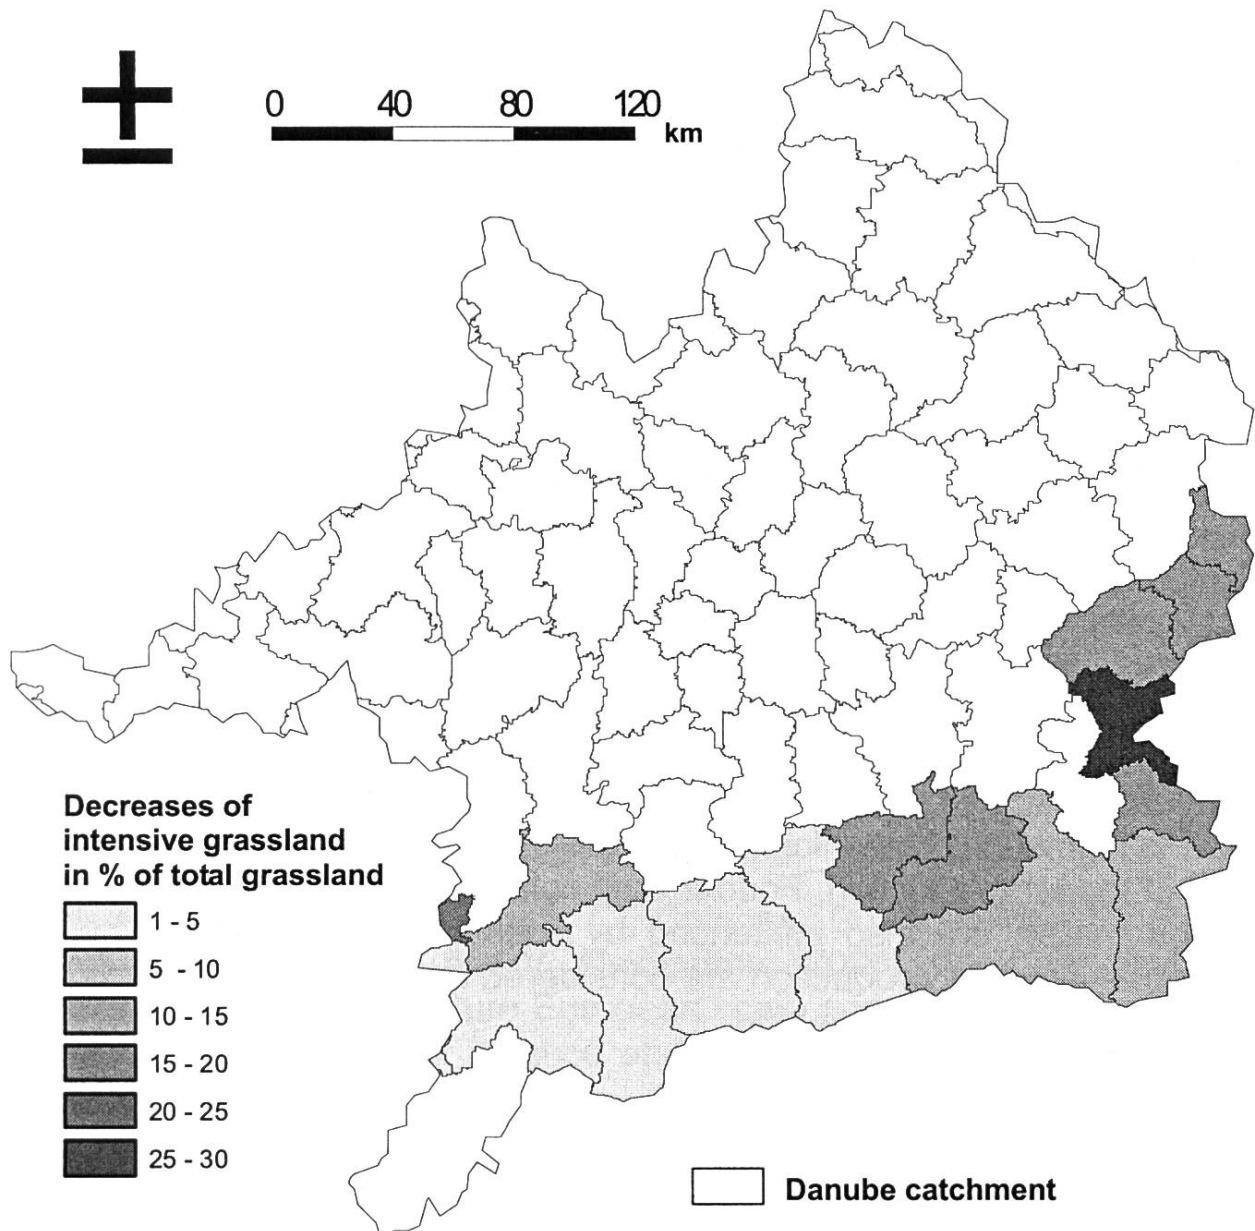 0 40 80 120
km
Decreases of
intensive grassland
in % of total grassland
1 - 5
5 - 10
10 - 15
15 - 20
20 - 25
25 - 30
Danube catchment